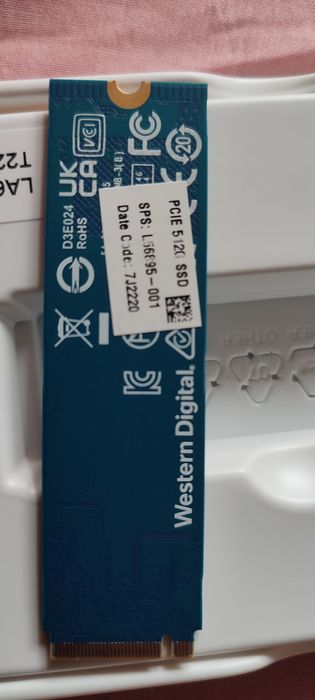 PCIE 512G SSD
SPS: L56895-001
Date Code: 7J2220
Western Digital.
UK
CA
D3E024
RoHS
VCI
FC
20
LA6
T22